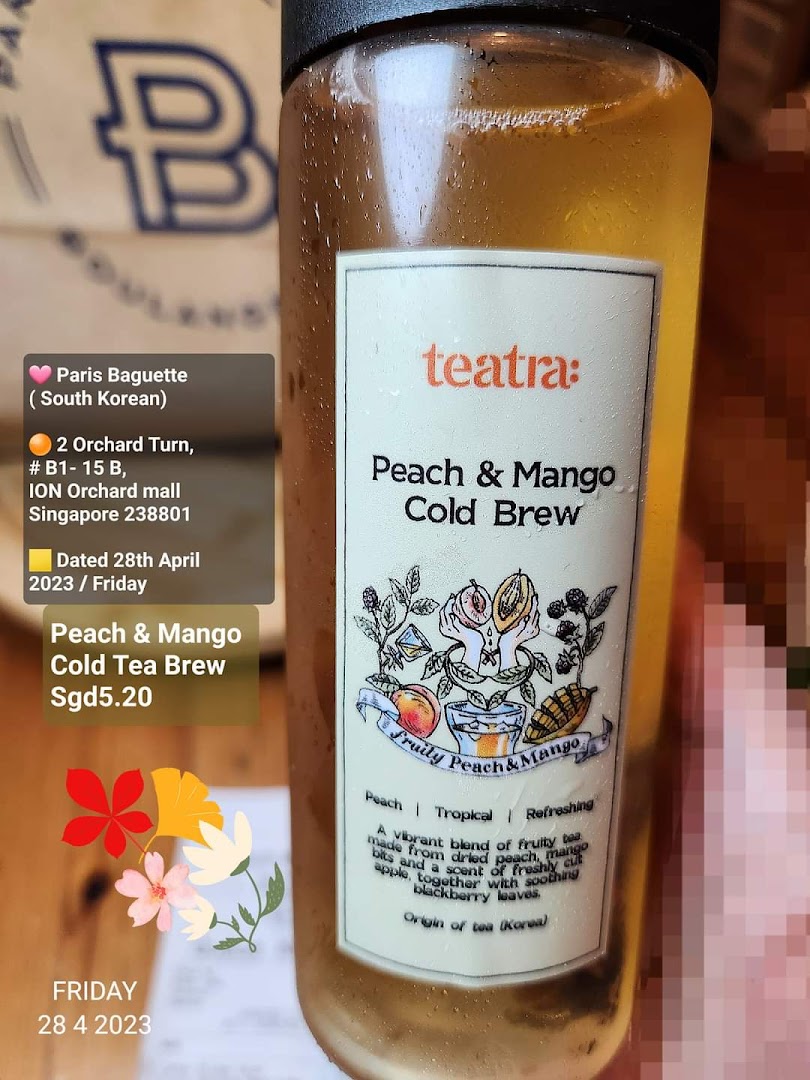 PAR
B
BOULANG
💗 Paris Baguette
( South Korean)
🟠 2 Orchard Turn,
# B1- 15 B,
ION Orchard mall
Singapore 238801
🟨 Dated 28th April
2023 / Friday
Peach & Mango
Cold Tea Brew
Sgd5.20
FRIDAY
28 4 2023
teatra:
Peach & Mango
Cold Brew
fruity Peach&Mango
Peach | Tropical | Refreshing
A vibrant blend of fruity tea
made from dried peach, mango
bits and a scent of freshly cut
apple, together with soothing
blackberry leaves.
Origin of tea (Korea)